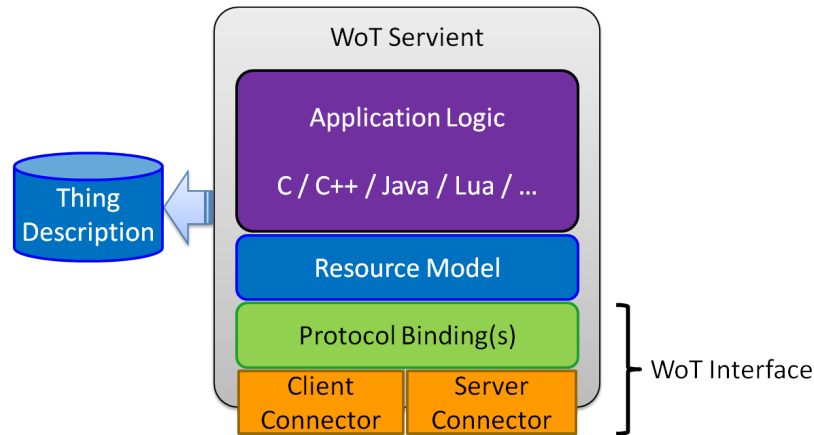 WoT Servient
Application Logic
C / C++ / Java / Lua / ...
Thing
Description
Resource Model
Protocol Binding(s)
Client
Connector
Server
Connector
WoT Interface